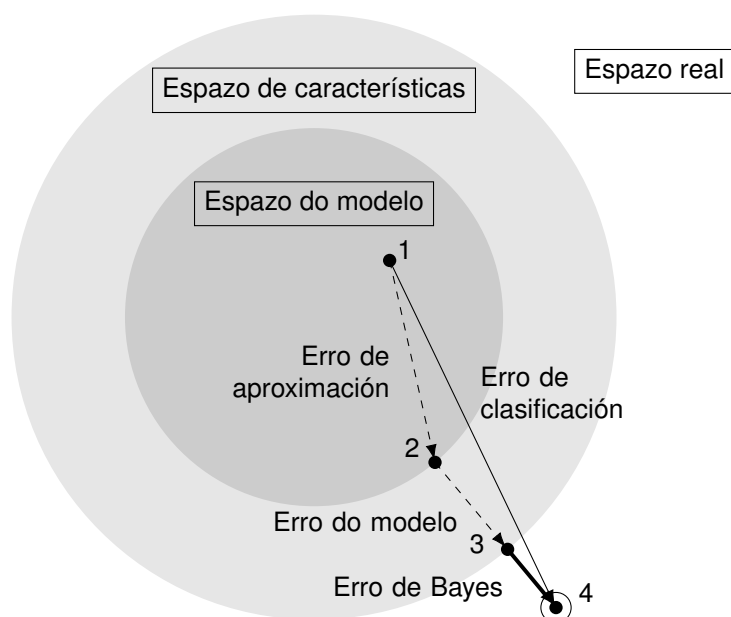 Espazo real
Espazo de características
Espazo do modelo
1
Erro de
aproximación
Erro de
clasificación
2
Erro do modelo
3
Erro de Bayes
4